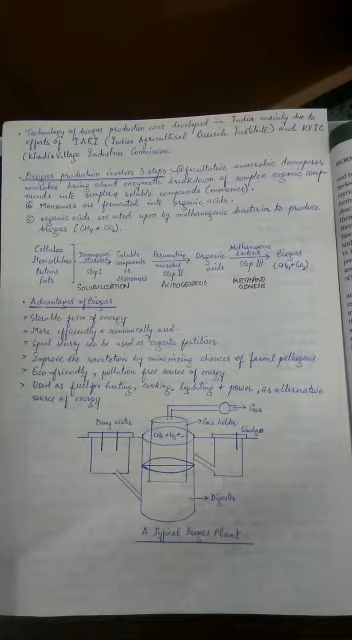 • Technology of biogas production was developed in India mainly due to
efforts of IARI (Indian Agricultural Research Institute) and KVIC
(Khadi & Village Industries Commission.
• Biogas production involves 3 steps :- @ facultative anaerobic decomposer
microbes bring about enzymatic breakdown of complex organic comp-
ounds into simpler & soluble compounds (monomers).
ⓑ Monomers are fermented into organic acids.
ⓒ organic acids are acted upon by methanogenic bacteria to produce
biogas (CH4 + CO2).
Cellulose
Hemicellulose
Proteins
Fats
Decomposer
Microbes
Step I
SOLUBILIZATION
Soluble
compounds
or
Monomers
Fermenting
microbes
Step II
ACIDOGENESIS
Organic
acids
Methanogenic
bacteria
Step III
METHANO
GENESIS
Biogas
(CH4+CO2)
• Advantages of Biogas
> Storable form of energy.
> More efficiently & economically used.
> Spent slurry can be used as organic fertilizer.
> Improve the sanitation by minimizing chances of faecal pathogens.
> Eco-friendly & pollution free source of energy.
> Used as fuel for heating, cooking, lighting & power, as alternative
source of energy
Gas
Gas holder
Dung Water
Sludge
CH4 + CO2 + ..
Digester
A typical Biogas Plant